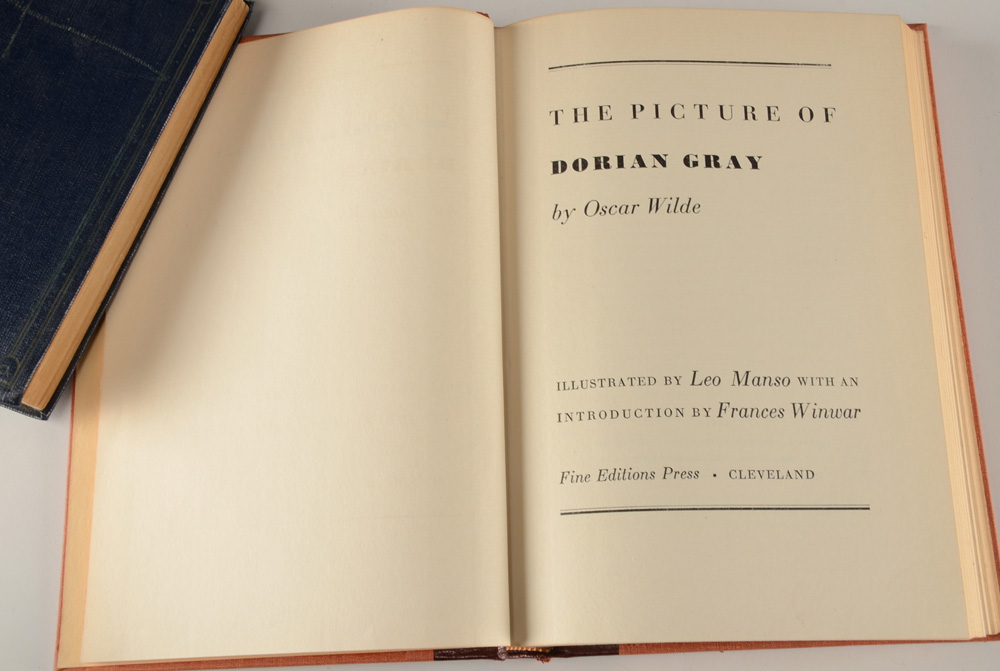 THE PICTURE OF
DORIAN GRAY
by Oscar Wilde
ILLUSTRATED BY Leo Manso WITH AN
INTRODUCTION BY Frances Winwar
Fine Editions Press • CLEVELAND